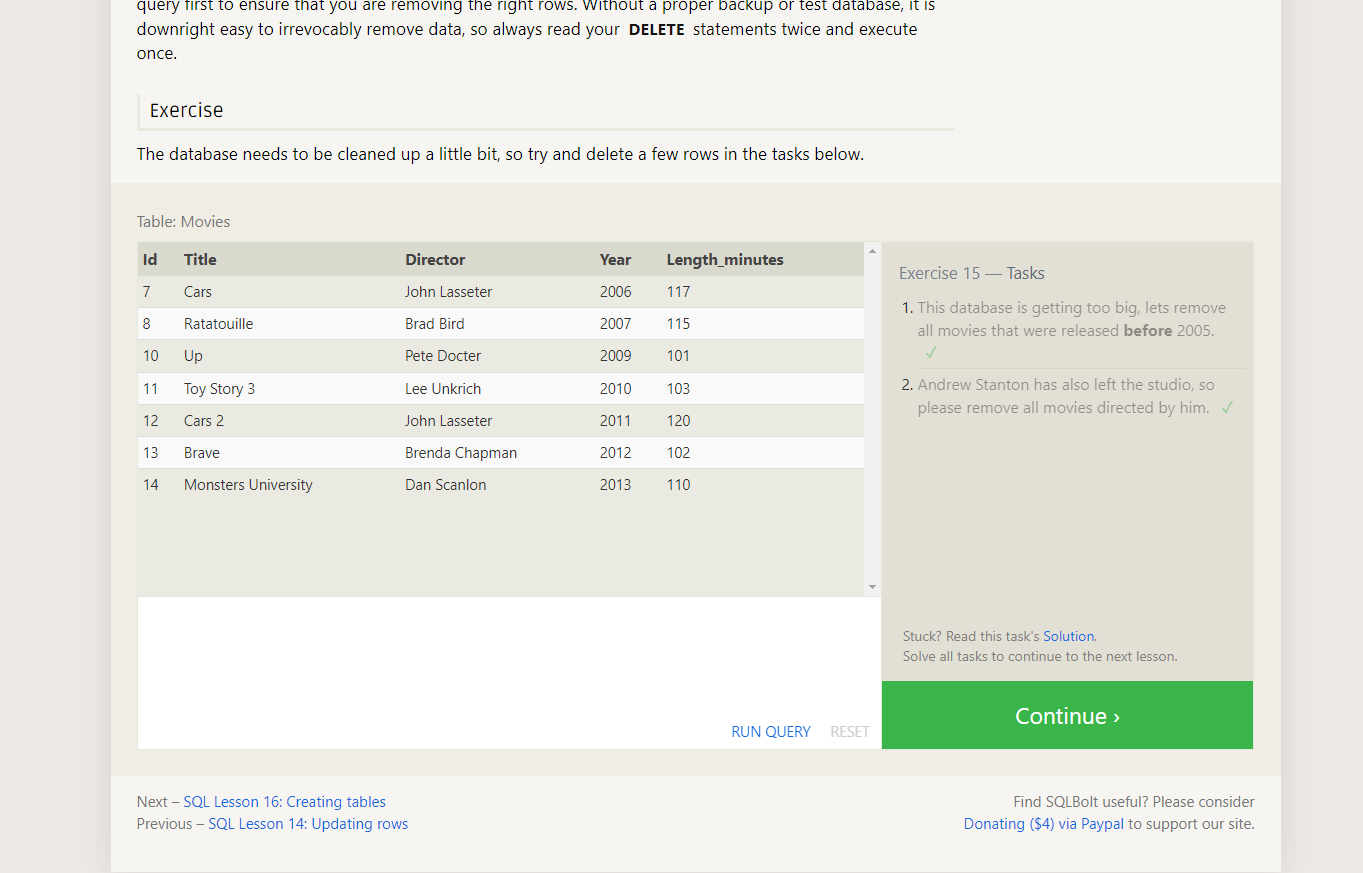 query first to ensure that you are removing the right rows. Without a proper backup or test database, it is
downright easy to irrevocably remove data, so always read your DELETE statements twice and execute
once.
Exercise
The database needs to be cleaned up a little bit, so try and delete a few rows in the tasks below.
Table: Movies
Id Title Director Year Length_minutes
7 Cars John Lasseter 2006 117
8 Ratatouille Brad Bird 2007 115
10 Up Pete Docter 2009 101
11 Toy Story 3 Lee Unkrich 2010 103
12 Cars 2 John Lasseter 2011 120
13 Brave Brenda Chapman 2012 102
14 Monsters University Dan Scanlon 2013 110
RUN QUERY RESET
Exercise 15 — Tasks
1. This database is getting too big, lets remove
all movies that were released before 2005.
✓
2. Andrew Stanton has also left the studio, so
please remove all movies directed by him. ✓
Stuck? Read this task's Solution.
Solve all tasks to continue to the next lesson.
Continue ›
Next – SQL Lesson 16: Creating tables
Previous – SQL Lesson 14: Updating rows
Find SQLBolt useful? Please consider
Donating ($4) via Paypal to support our site.